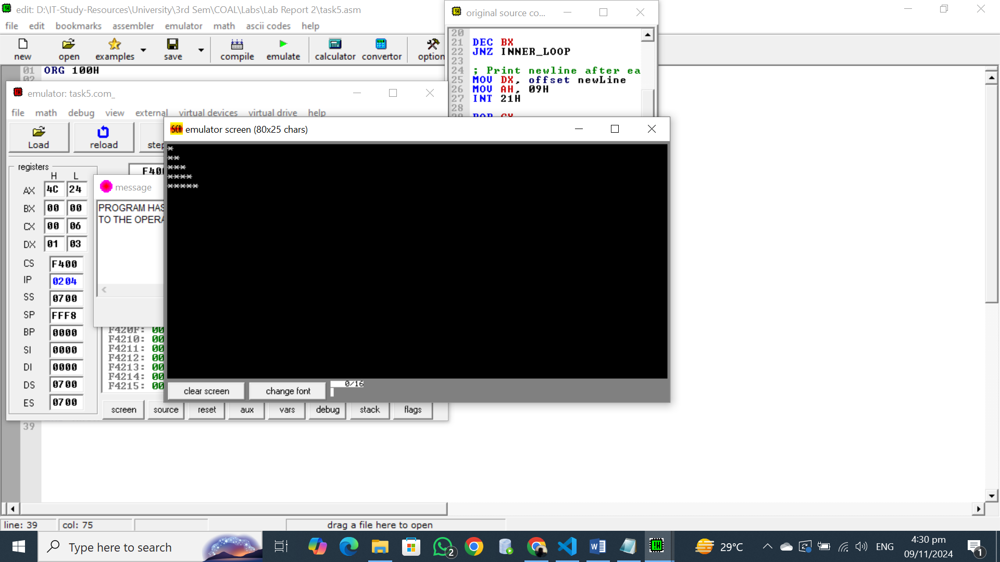 edit: D:\IT-Study-Resources\University\3rd Sem\COAL\Labs\Lab Report 2\task5.asm
file edit bookmarks assembler emulator math ascii codes help
new open examples save compile emulate calculator convertor option
01 ORG 100H
02
original source co...
20
21 DEC BX
22 JNZ INNER_LOOP
23
24 ; Print newline after ea
25 MOV DX, offset newLine
26 MOV AH, 09H
27 INT 21H
28
emulator: task5.com_
file math debug view external virtual devices virtual drive help
Load reload step
registers
H L
F400
AX 4C 24
BX 00 00
CX 00 06
DX 01 03
CS F400
IP 0204
SS 0700
SP FFF8
BP 0000
SI 0000
DI 0000
DS 0700
ES 0700
message
PROGRAM HAS
TO THE OPERA
F420F: 00
F4210: 00
F4211: 00
F4212: 00
F4213: 00
F4214: 00
F4215: 00
screen source reset aux vars debug stack flags
SCR emulator screen (80x25 chars)
*
**
***
****
*****
clear screen change font 0/16
39
line: 39 col: 75 drag a file here to open
Type here to search
2
29°C
ENG
4:30 pm
09/11/2024
1